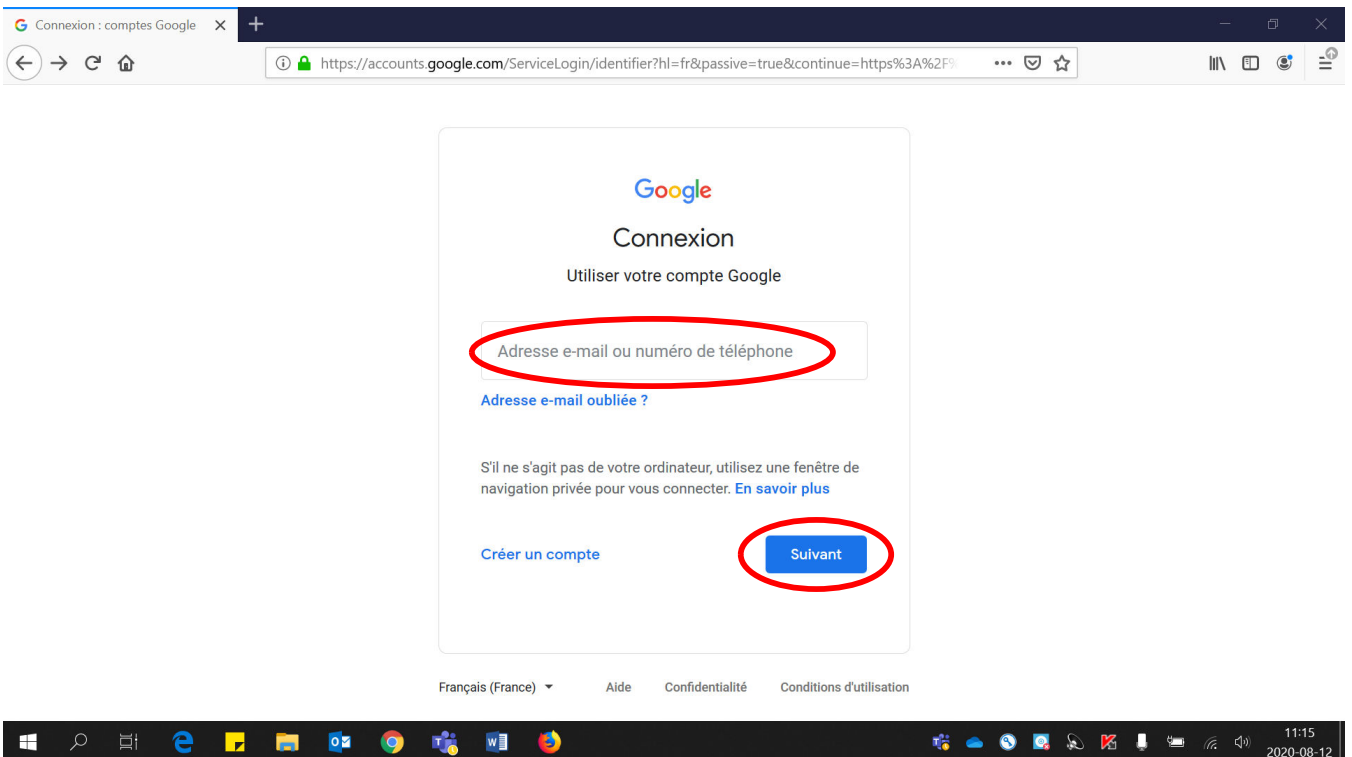 Connexion : comptes Google
https://accounts.google.com/ServiceLogin/identifier?hl=fr&passive=true&continue=https%3A%2F%
Google
Connexion
Utiliser votre compte Google
Adresse e-mail ou numéro de téléphone
Adresse e-mail oubliée ?
S'il ne s'agit pas de votre ordinateur, utilisez une fenêtre de
navigation privée pour vous connecter. En savoir plus
Créer un compte
Suivant
Français (France)
Aide
Confidentialité
Conditions d'utilisation
11:15
2020-08-12